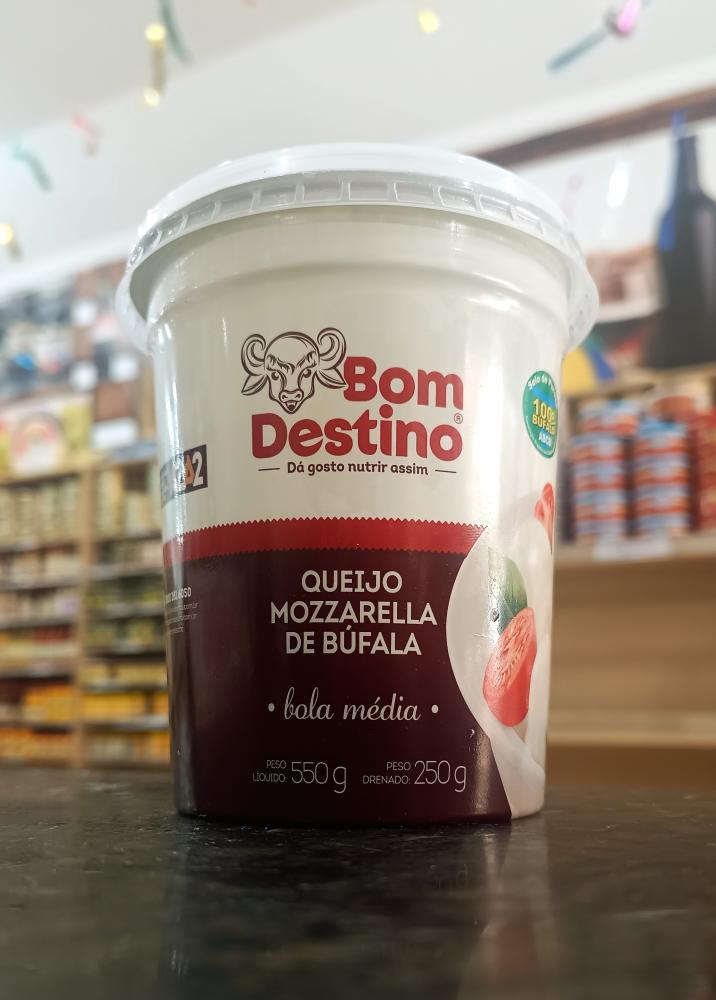 Bom
Destino®
Dá gosto nutrir assim
QUEIJO
MOZZARELLA
DE BÚFALA
• bola média •
PESO
LÍQUIDO: 550g
PESO
DRENADO: 250g
100%
BÚFALA